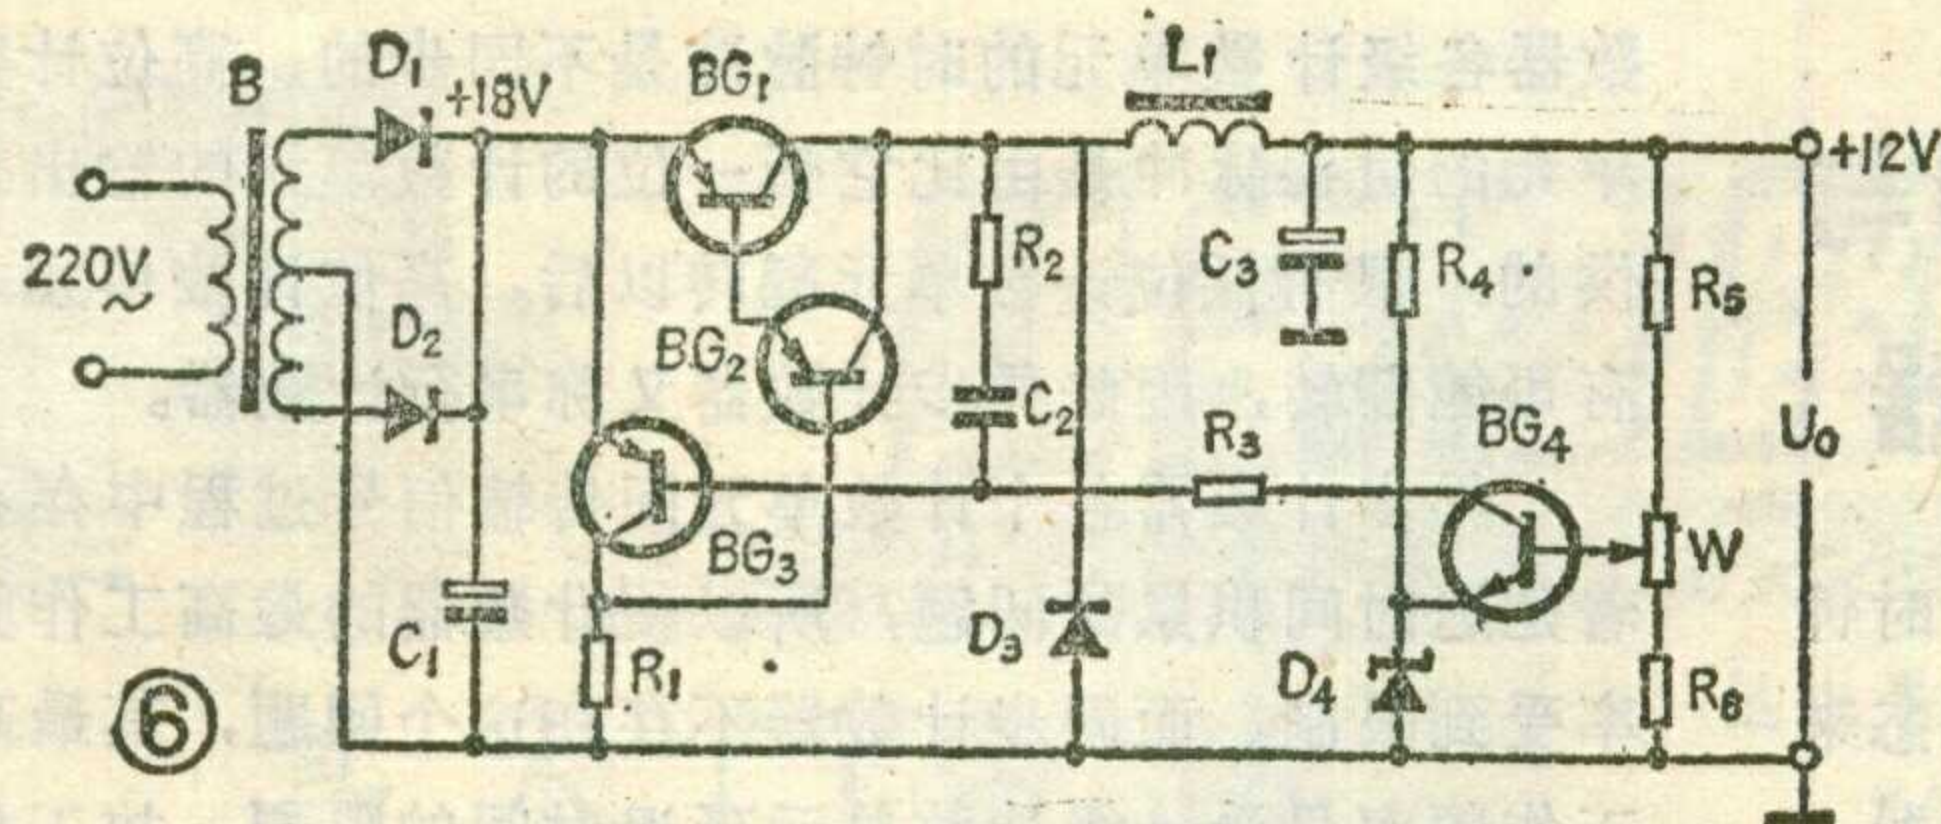 B
D₁
+18V
BG₁
L₁
+12V
220V
~
D₂
BG₂
R₂
C₂
C₃
R₄
R₅
R₃
BG₄
U₀
BG₃
W
C₁
R₁
D₃
D₄
R₆
⑥